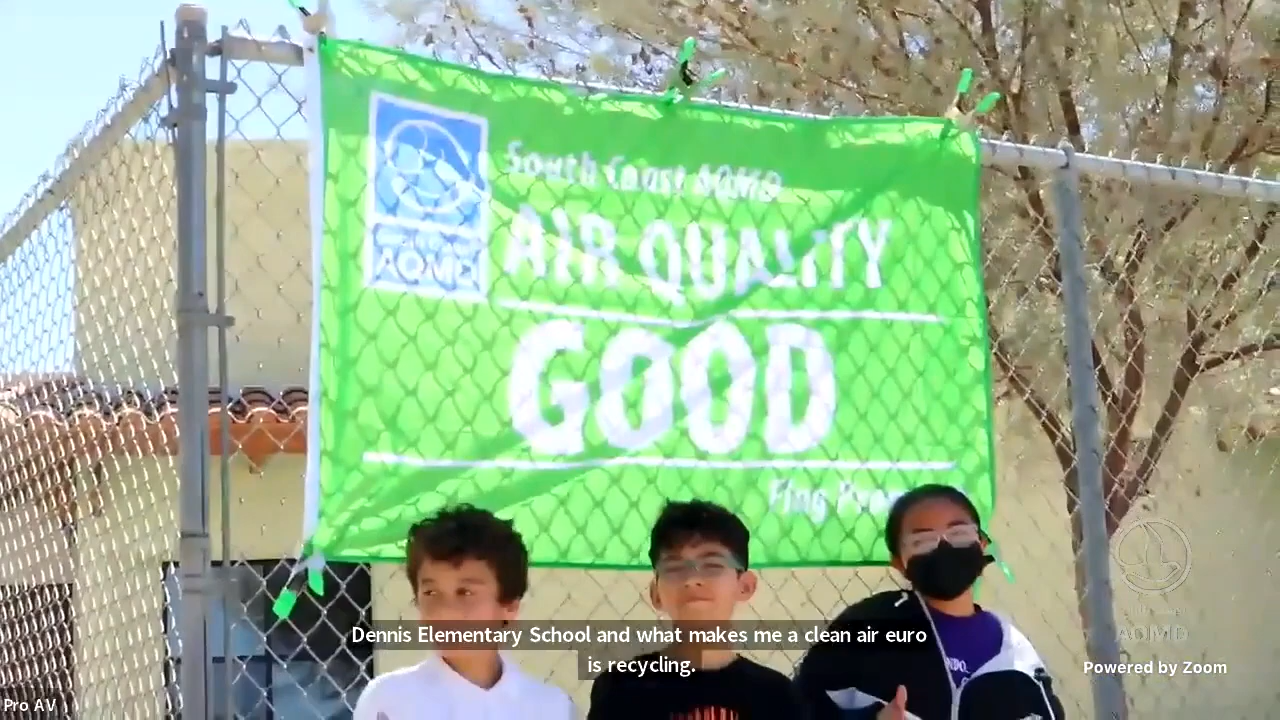 South Coast AQMD
AIR QUALITY
AQMD
GOOD
Flag
Dennis Elementary School and what makes me a clean air euro
is recycling.
AQMD
Powered by Zoom
Pro AV